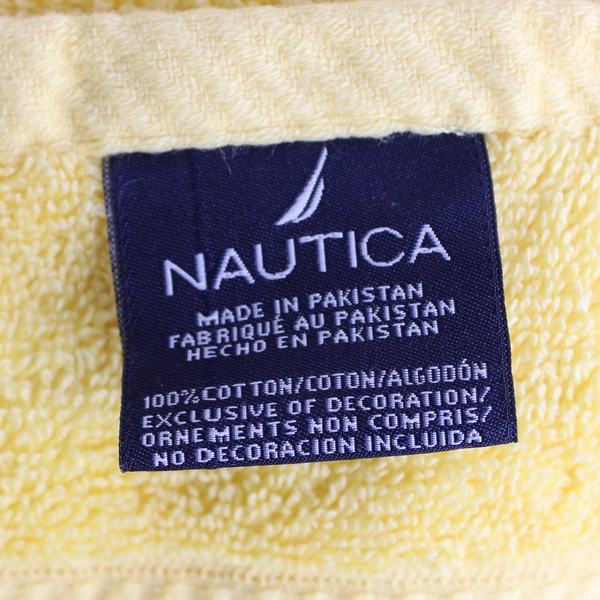 NAUTICA
MADE IN PAKISTAN
FABRIQUÉ AU PAKISTAN
HECHO EN PAKISTAN
100% COTTON/COTON/ALGODÓN
EXCLUSIVE OF DECORATION/
ORNEMENTS NON COMPRIS/
NO DECORACION INCLUIDA